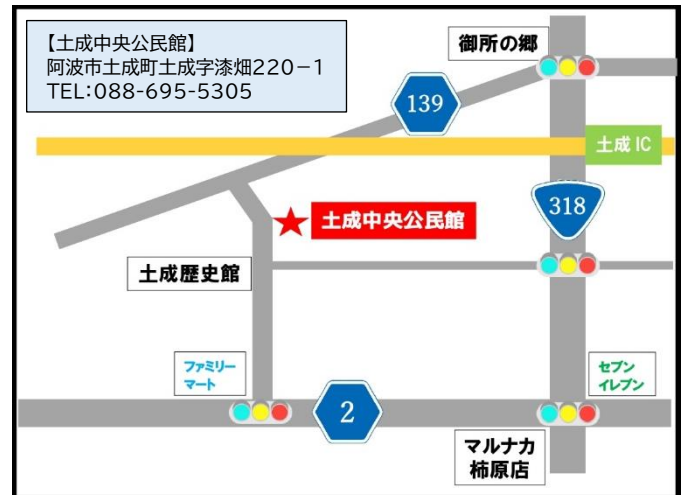 【土成中央公民館】
阿波市土成町土成字漆畑220－1
TEL:088-695-5305
御所の郷
139
土成 IC
318
土成中央公民館
土成歴史館
ファミリー
マート
セブン
イレブン
2
マルナカ
柿原店